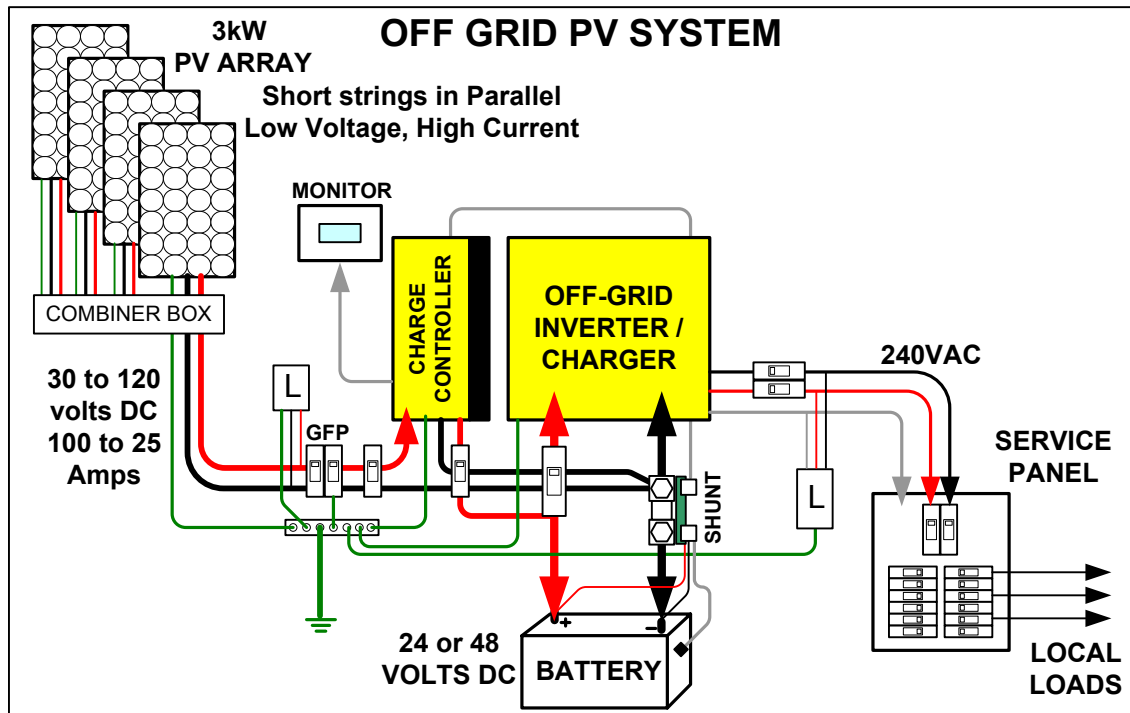 OFF GRID PV SYSTEM
3kW
PV ARRAY
Short strings in Parallel
Low Voltage, High Current
MONITOR
COMBINER BOX
CHARGE
CONTROLLER
OFF-GRID
INVERTER /
CHARGER
240VAC
30 to 120
volts DC
100 to 25
Amps
L
GFP
L
SERVICE
PANEL
SHUNT
+
–
24 or 48
VOLTS DC
BATTERY
LOCAL
LOADS